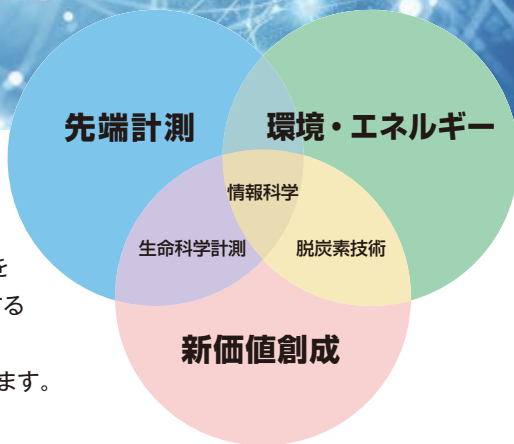 先端計測
環境・エネルギー
情報科学
生命科学計測
脱炭素技術
を
する
新価値創成
ます。